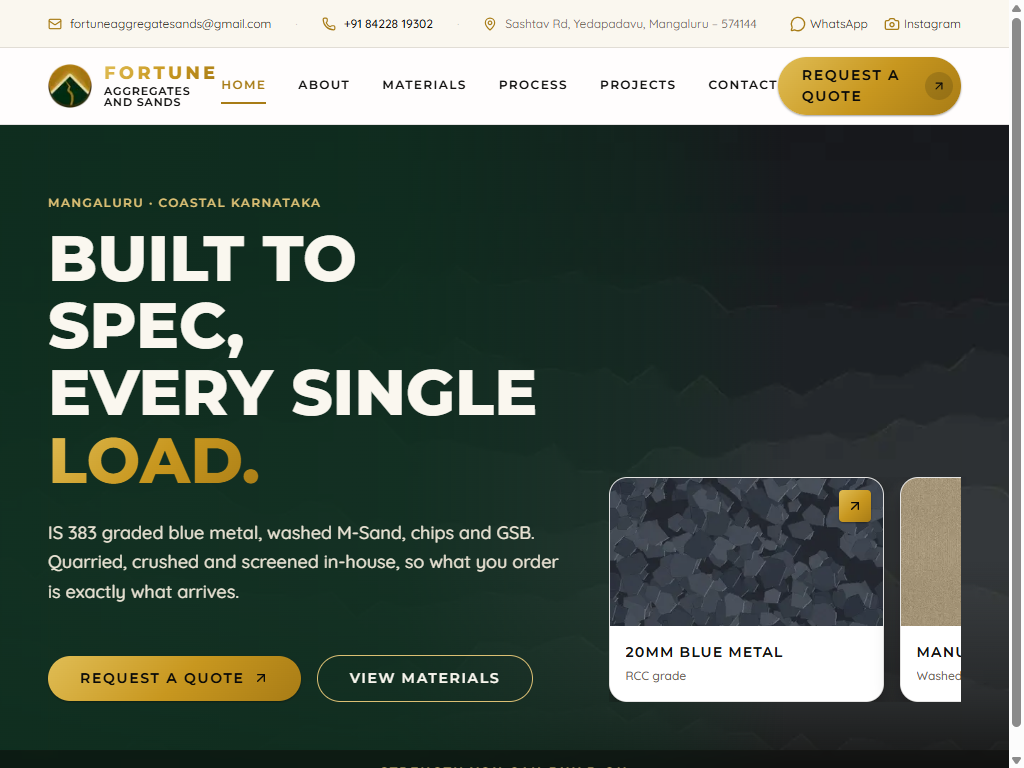 fortuneaggregatesands@gmail.com
+91 84228 19302
Sashtav Rd, Yedapadavu, Mangaluru – 574144
WhatsApp
Instagram
FORTUNE
AGGREGATES
AND SANDS
HOME
ABOUT
MATERIALS
PROCESS
PROJECTS
CONTACT
REQUEST A
QUOTE
MANGALURU · COASTAL KARNATAKA
BUILT TO
SPEC,
EVERY SINGLE
LOAD.
IS 383 graded blue metal, washed M-Sand, chips and GSB.
Quarried, crushed and screened in-house, so what you order
is exactly what arrives.
REQUEST A QUOTE
VIEW MATERIALS
20MM BLUE METAL
RCC grade
MANU
Washed